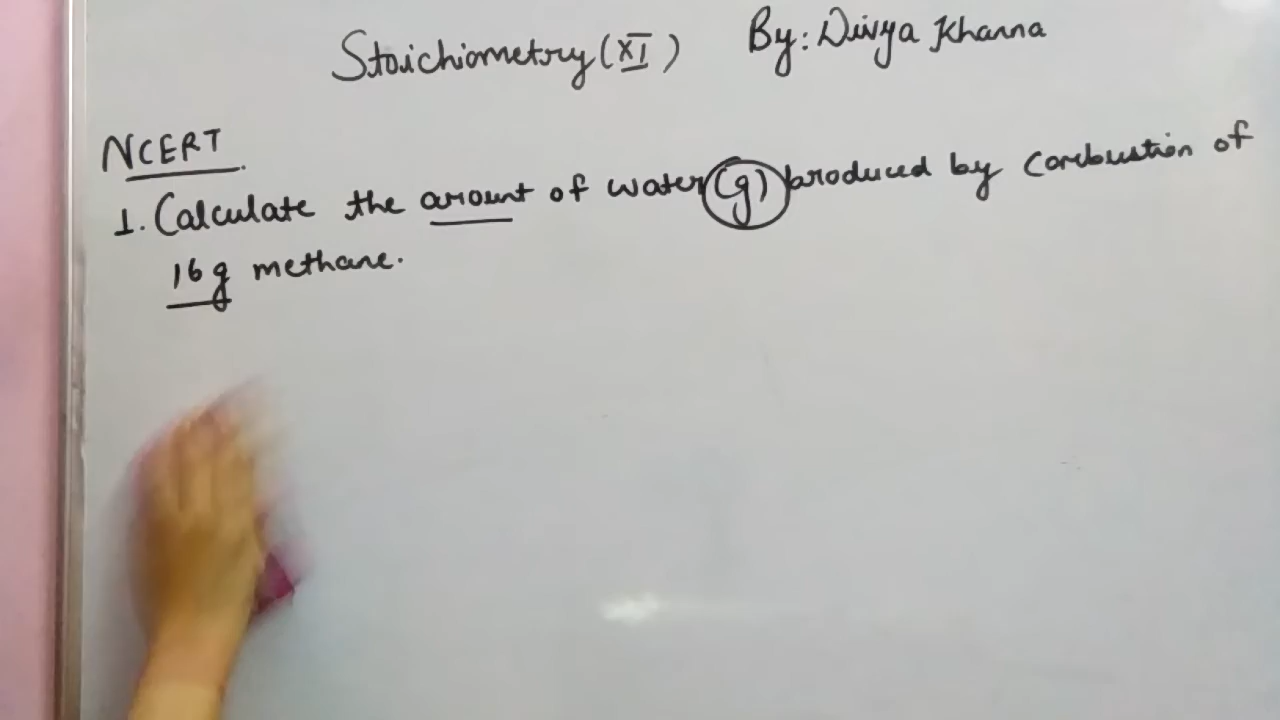 Stoichiometry (XI) By: Divya Khanna
NCERT
1. Calculate the amount of water (g) produced by combustion of
16g methane.